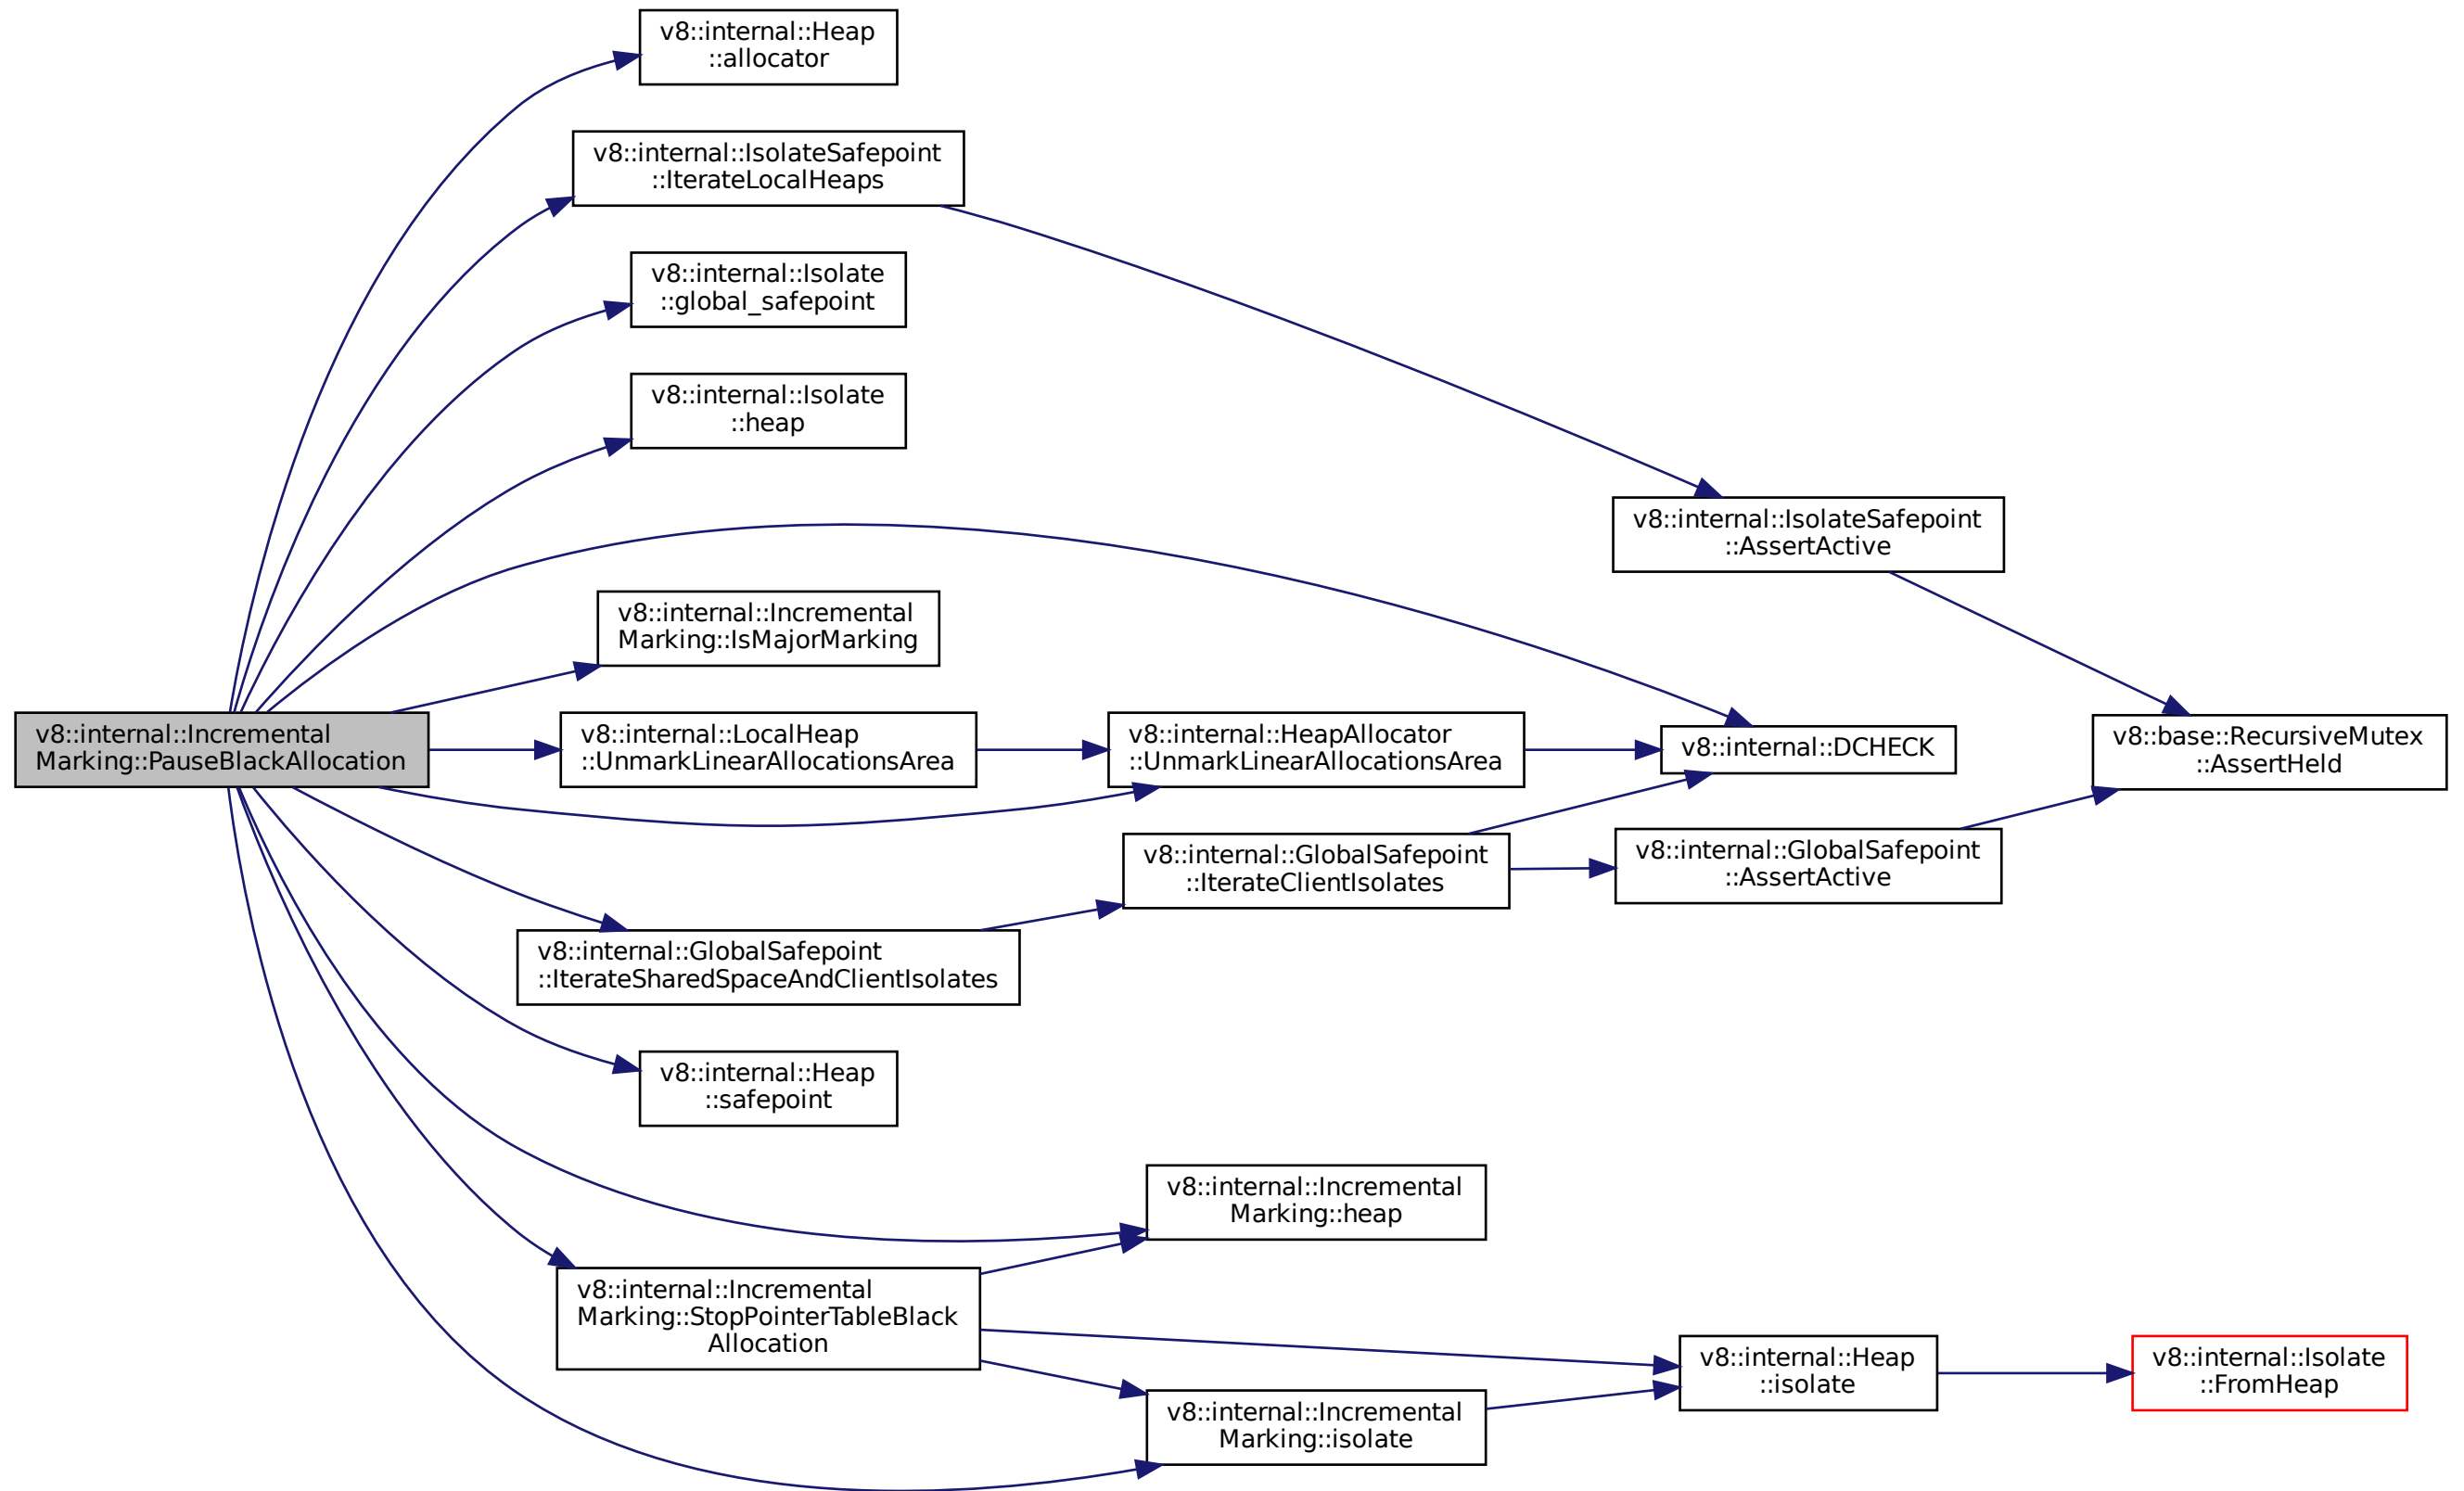 v8::internal::Heap
::allocator
v8::internal::IsolateSafepoint
::IterateLocalHeaps
v8::internal::Isolate
::global_safepoint
v8::internal::Isolate
::heap
v8::internal::IsolateSafepoint
::AssertActive
v8::internal::Incremental
Marking::IsMajorMarking
v8::internal::Incremental
Marking::PauseBlackAllocation
v8::internal::LocalHeap
::UnmarkLinearAllocationsArea
v8::internal::HeapAllocator
::UnmarkLinearAllocationsArea
v8::internal::DCHECK
v8::base::RecursiveMutex
::AssertHeld
v8::internal::GlobalSafepoint
::IterateClientIsolates
v8::internal::GlobalSafepoint
::AssertActive
v8::internal::GlobalSafepoint
::IterateSharedSpaceAndClientIsolates
v8::internal::Heap
::safepoint
v8::internal::Incremental
Marking::heap
v8::internal::Incremental
Marking::StopPointerTableBlack
Allocation
v8::internal::Heap
::isolate
v8::internal::Isolate
::FromHeap
v8::internal::Incremental
Marking::isolate